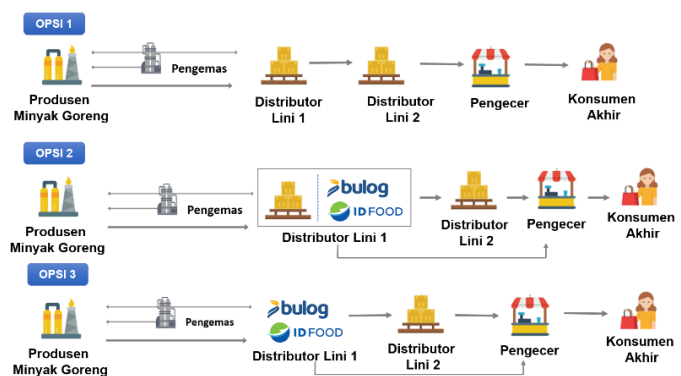 OPSI 1
Pengemas
Produsen
Minyak Goreng
Distributor
Lini 1
Distributor
Lini 2
Pengecer
Konsumen
Akhir
OPSI 2
Pengemas
Produsen
Minyak Goreng
bulog
ID FOOD
Distributor Lini 1
Distributor
Lini 2
Pengecer
Konsumen
Akhir
OPSI 3
Pengemas
Produsen
Minyak Goreng
bulog
ID FOOD
Distributor Lini 1
Distributor
Lini 2
Pengecer
Konsumen
Akhir